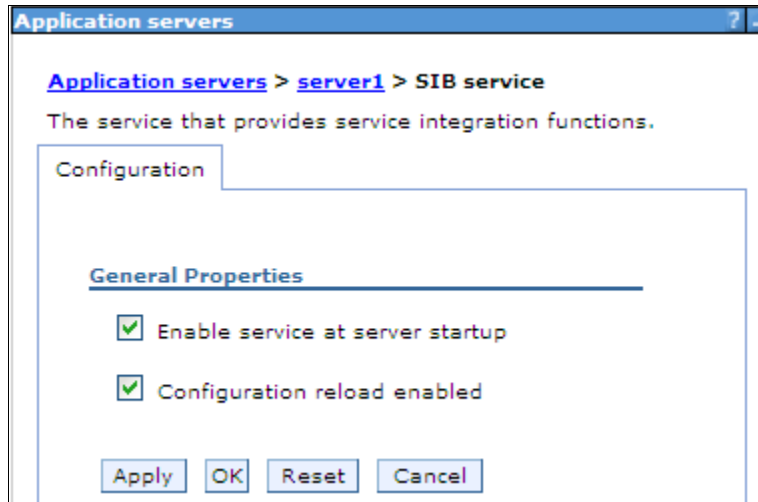 Application servers ? -
Application servers > server1 > SIB service
The service that provides service integration functions.
Configuration
General Properties
Enable service at server startup
Configuration reload enabled
Apply OK Reset Cancel